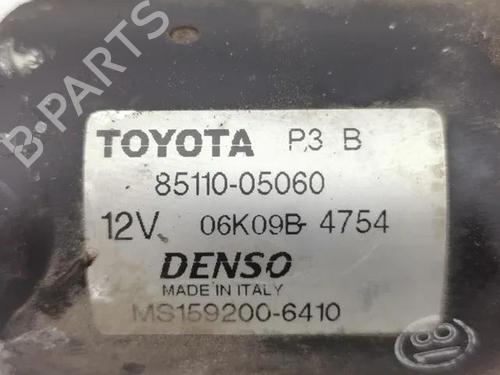 B-PARTS
TOYOTA P3 B
85110-05060
12V. 06K09B-4754
DENSO
MADE IN ITALY
MS159200-6410